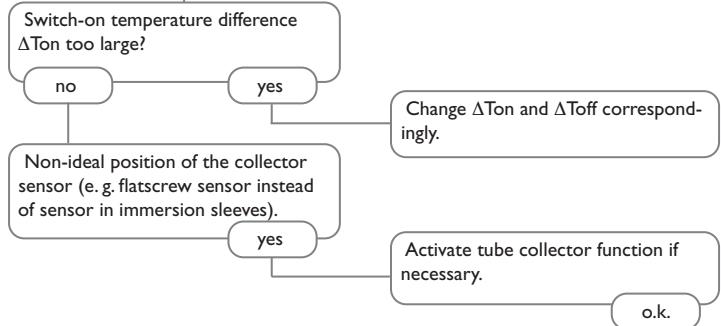 Switch-on temperature difference
ΔTon too large?
no
yes
Change ΔTon and ΔToff correspond-
ingly.
Non-ideal position of the collector
sensor (e. g. flatscrew sensor instead
of sensor in immersion sleeves).
yes
Activate tube collector function if
necessary.
o.k.